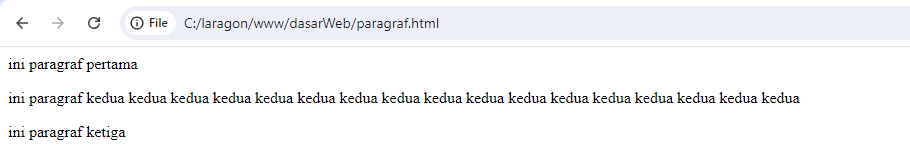 File C:/laragon/www/dasarWeb/paragraf.html
ini paragraf pertama
ini paragraf kedua kedua kedua kedua kedua kedua kedua kedua kedua kedua kedua kedua kedua kedua kedua kedua kedua
ini paragraf ketiga